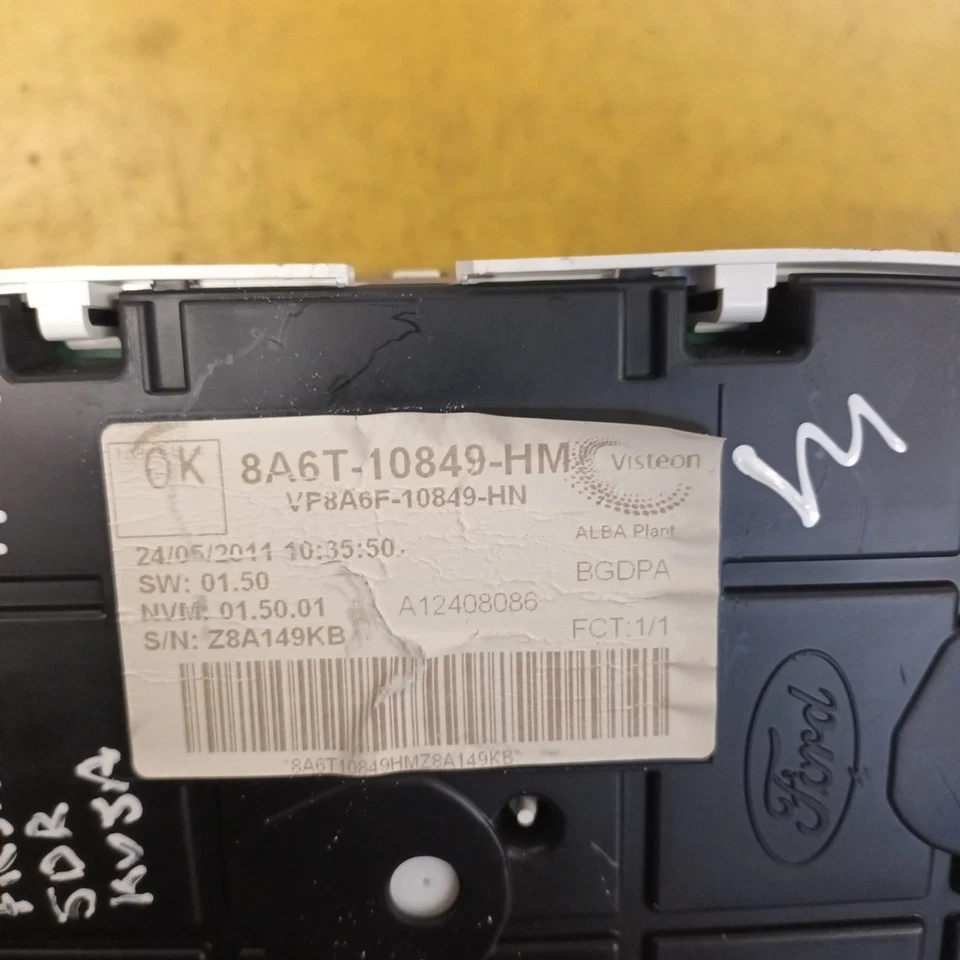 OK
8A6T-10849-HM
Visteon
VP8A6F-10849-HN
ALBA Plant
24/05/2011 10:35:50
SW: 01.50
BGDPA
NVM: 01.50.01
A12408086
S/N: Z8A149KB
FCT:1/1
*8A6T10849HMZ8A149KB*
Ford
5DR
KV3A